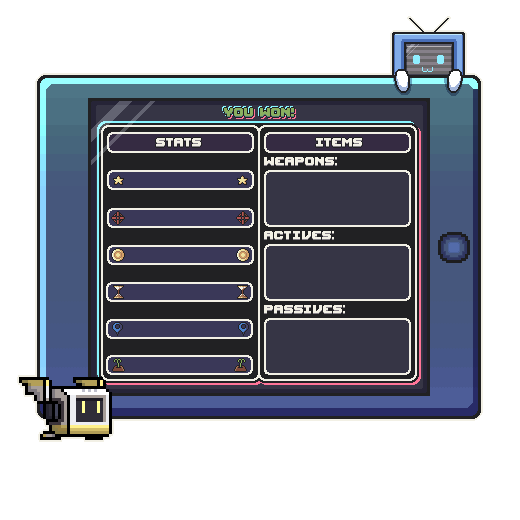 YOU WON!
STATS
ITEMS
WEAPONS:
ACTIVES:
PASSIVES: